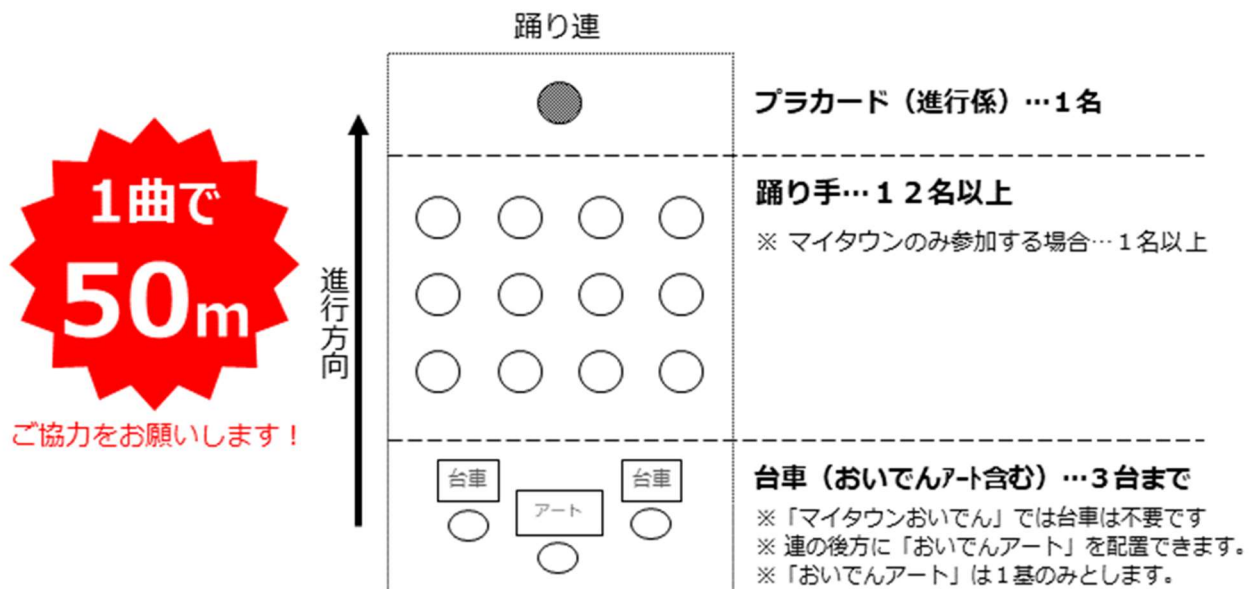 踊り連
プラカード（進行係）…１名
1曲で
50m
ご協力をお願いします！
進行方向
踊り手…１２名以上
※ マイタウンのみ参加する場合…１名以上
台車
アート
台車
台車（おいでんｱｰﾄ含む）…３台まで
※「マイタウンおいでん」では台車は不要です
※ 連の後方に「おいでんアート」を配置できます。
※「おいでんアート」は１基のみとします。